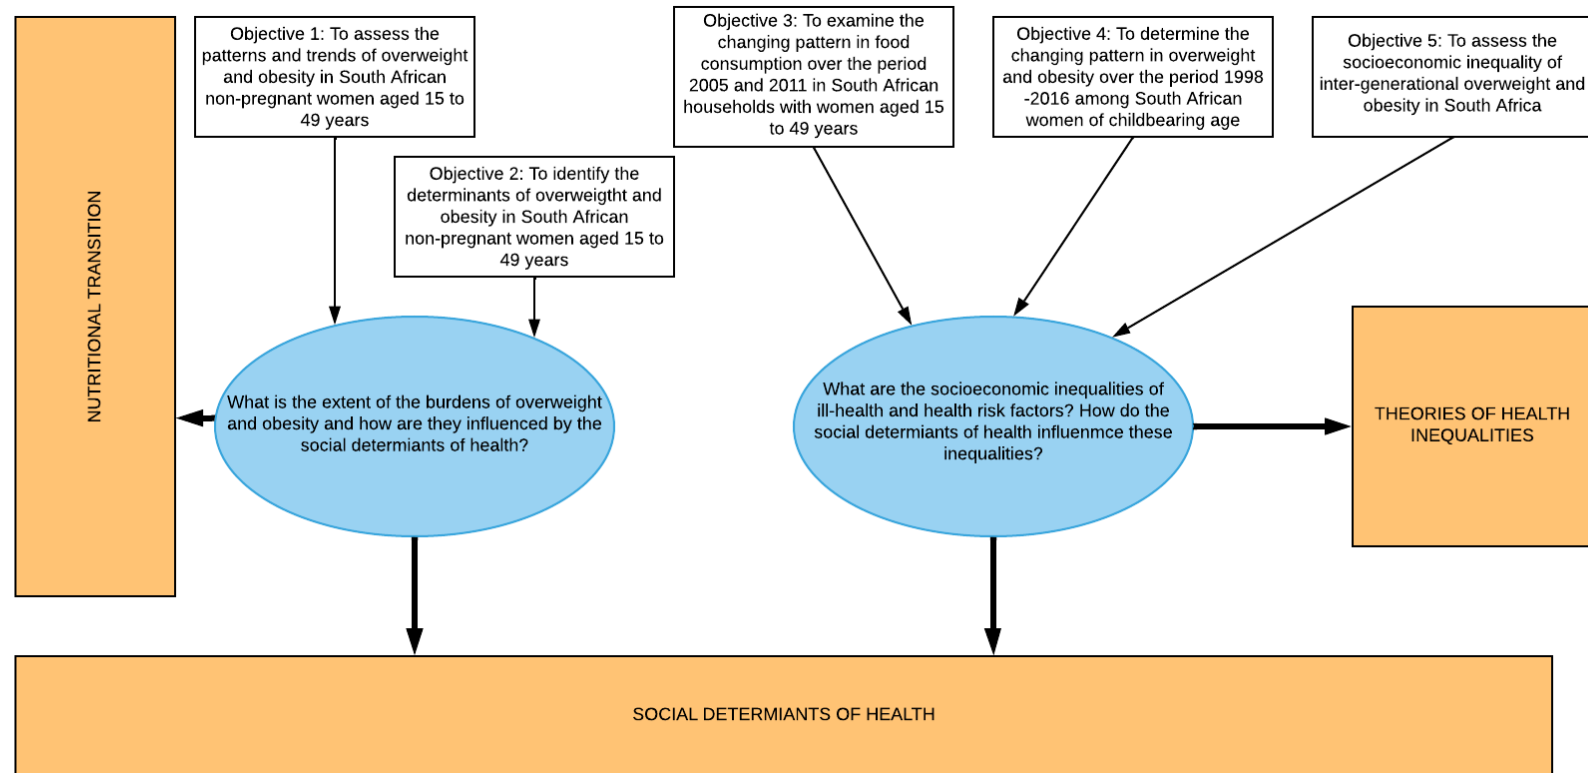 Objective 1: To assess the
patterns and trends of overweight
and obesity in South African
non-pregnant women aged 15 to
49 years
Objective 2: To identify the
determinants of overweigtht and
obesity in South African
non-pregnant women aged 15 to
49 years
Objective 3: To examine the
changing pattern in food
consumption over the period
2005 and 2011 in South African
households with women aged 15
to 49 years
Objective 4: To determine the
changing pattern in overweight
and obesity over the period 1998
-2016 among South African
women of childbearing age
Objective 5: To assess the
socioeconomic inequality of
inter-generational overweight and
obesity in South Africa
NUTRITIONAL TRANSITION
What is the extent of the burdens of overweight
and obesity and how are they influenced by the
social determiants of health?
What are the socioeconomic inequalities of
ill-health and health risk factors? How do the
social determiants of health influenmce these
inequalities?
THEORIES OF HEALTH
INEQUALITIES
SOCIAL DETERMIANTS OF HEALTH